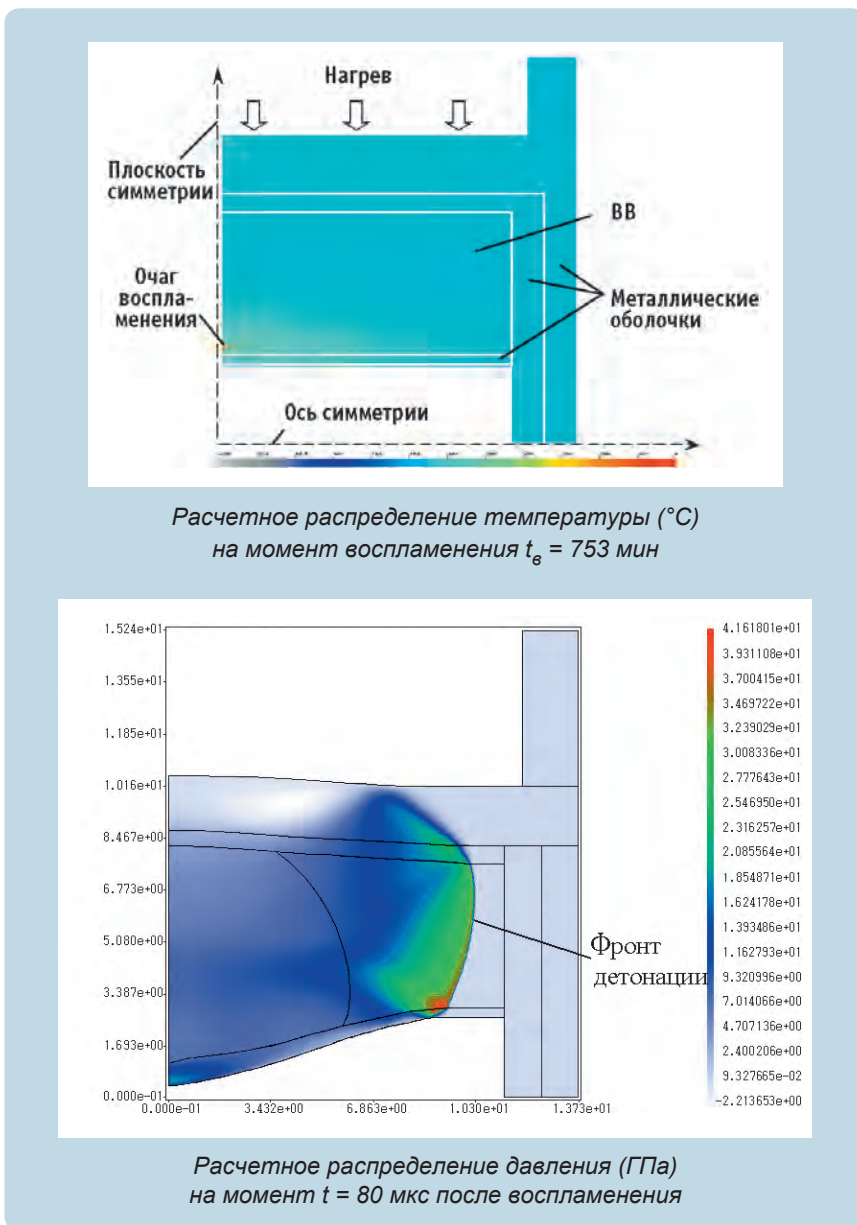 Нагрев
Плоскость
симметрии
ВВ
Очаг
воспла-
менения
Металлические
оболочки
Ось симметрии
Расчетное распределение температуры (°С)
на момент воспламенения tв = 753 мин
1.524e+01
1.355e+01
1.185e+01
1.016e+01
8.467e+00
6.773e+00
5.080e+00
3.387e+00
1.693e+00
0.000e-01
0.000e-01
3.432e+00
6.863e+00
1.030e+01
1.373e+01
Фронт
детонации
4.161801e+01
3.931108e+01
3.700415e+01
3.469722e+01
3.239029e+01
3.008336e+01
2.777643e+01
2.546950e+01
2.316257e+01
2.085564e+01
1.854871e+01
1.624178e+01
1.393486e+01
1.162793e+01
9.320996e+00
7.014066e+00
4.707136e+00
2.400206e+00
9.327665e-02
-2.213653e+00
Расчетное распределение давления (ГПа)
на момент t = 80 мкс после воспламенения